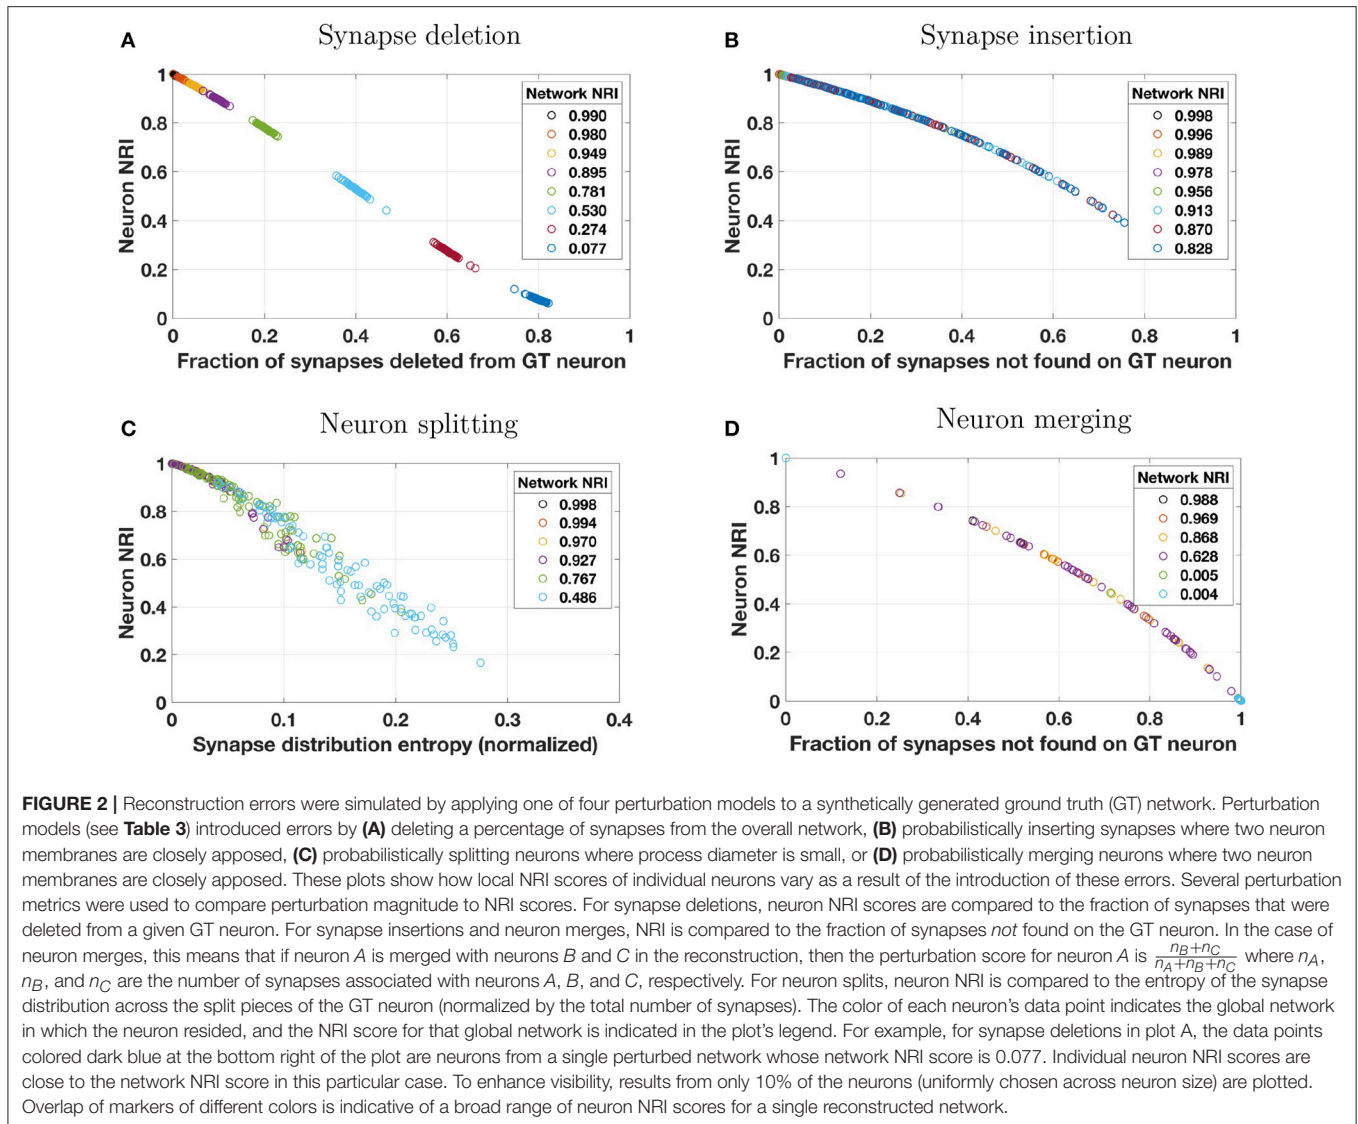 A Synapse deletion
Neuron NRI
1
0.8
0.6
0.4
0.2
0
0 0.2 0.4 0.6 0.8 1
Fraction of synapses deleted from GT neuron
Network NRI
0.990
0.980
0.949
0.895
0.781
0.530
0.274
0.077
B Synapse insertion
Neuron NRI
1
0.8
0.6
0.4
0.2
0
0 0.2 0.4 0.6 0.8 1
Fraction of synapses not found on GT neuron
Network NRI
0.998
0.996
0.989
0.978
0.956
0.913
0.870
0.828
C Neuron splitting
Neuron NRI
1
0.8
0.6
0.4
0.2
0
0 0.1 0.2 0.3 0.4
Synapse distribution entropy (normalized)
Network NRI
0.998
0.994
0.970
0.927
0.767
0.486
D Neuron merging
Neuron NRI
1
0.8
0.6
0.4
0.2
0
0 0.2 0.4 0.6 0.8 1
Fraction of synapses not found on GT neuron
Network NRI
0.988
0.969
0.868
0.628
0.005
0.004
FIGURE 2 | Reconstruction errors were simulated by applying one of four perturbation models to a synthetically generated ground truth (GT) network. Perturbation
models (see Table 3) introduced errors by (A) deleting a percentage of synapses from the overall network, (B) probabilistically inserting synapses where two neuron
membranes are closely apposed, (C) probabilistically splitting neurons where process diameter is small, or (D) probabilistically merging neurons where two neuron
membranes are closely apposed. These plots show how local NRI scores of individual neurons vary as a result of the introduction of these errors. Several perturbation
metrics were used to compare perturbation magnitude to NRI scores. For synapse deletions, neuron NRI scores are compared to the fraction of synapses that were
deleted from a given GT neuron. For synapse insertions and neuron merges, NRI is compared to the fraction of synapses not found on the GT neuron. In the case of
neuron merges, this means that if neuron A is merged with neurons B and C in the reconstruction, then the perturbation score for neuron A is (n_B+n_C)/(n_A+n_B+n_C) where n_A,
n_B, and n_C are the number of synapses associated with neurons A, B, and C, respectively. For neuron splits, neuron NRI is compared to the entropy of the synapse
distribution across the split pieces of the GT neuron (normalized by the total number of synapses). The color of each neuron's data point indicates the global network
in which the neuron resided, and the NRI score for that global network is indicated in the plot's legend. For example, for synapse deletions in plot A, the data points
colored dark blue at the bottom right of the plot are neurons from a single perturbed network whose network NRI score is 0.077. Individual neuron NRI scores are
close to the network NRI score in this particular case. To enhance visibility, results from only 10% of the neurons (uniformly chosen across neuron size) are plotted.
Overlap of markers of different colors is indicative of a broad range of neuron NRI scores for a single reconstructed network.